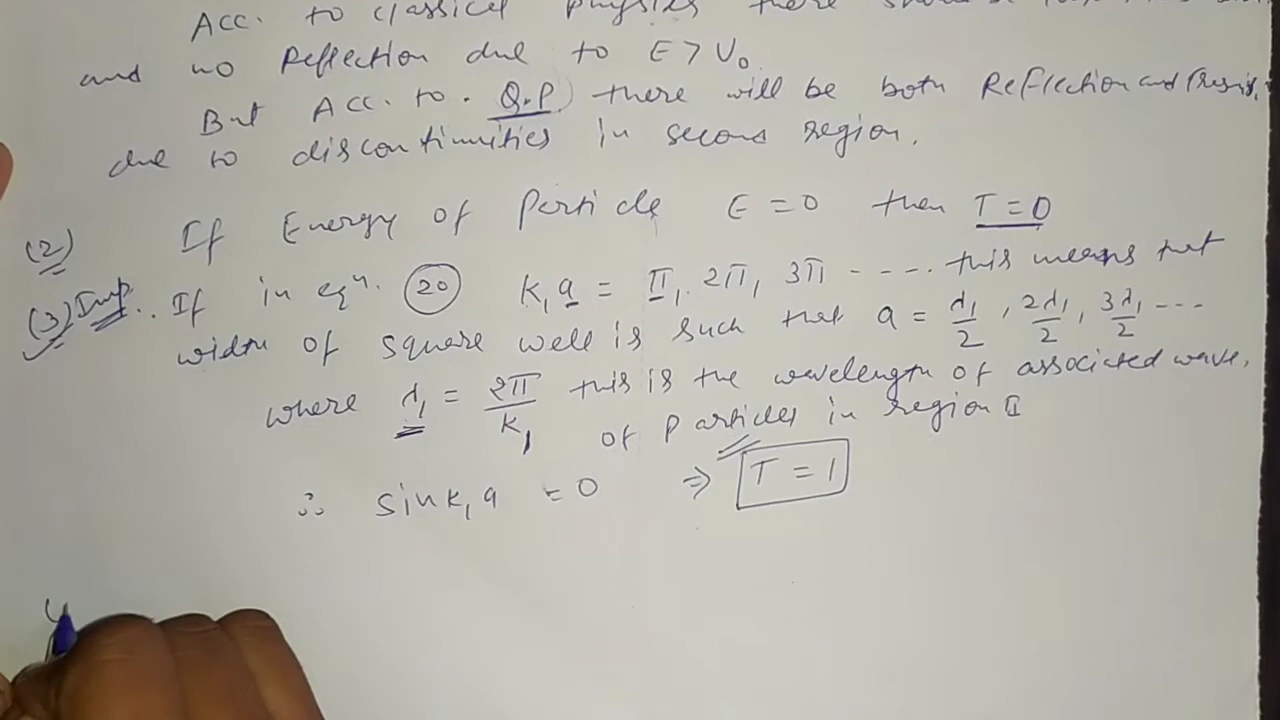 Acc. to classical physics there
and no Reflection due to E > U₀
But Acc. to. Q.P) there will be both Reflection and
due to discontinuities in second region.
(2) If Energy of Particle E = 0 then T = 0
(3) Imp.. If in eqⁿ. (20) K₁a = π, 2π, 3π ---- this means that
width of square well is such that a = λ₁/2, 2λ₁/2, 3λ₁/2 ---
where λ₁ = 2π/K₁ this is the wavelength of associated wave,
of Particles in region II
∴ sin K₁a = 0 ⇒ T = 1